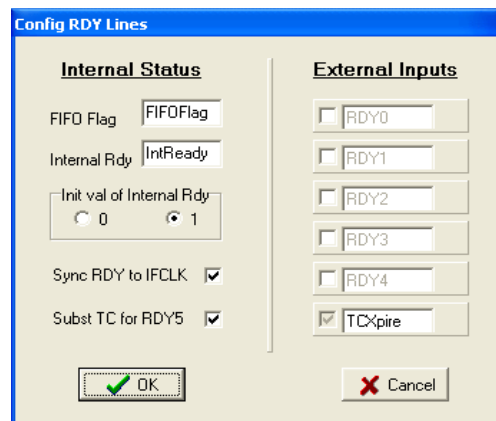 Config RDY Lines
Internal Status
FIFO Flag FIFOFlag
Internal Rdy IntReady
Init val of Internal Rdy
0 1
Sync RDY to IFCLK
Subst TC for RDY5
OK
External Inputs
RDY0
RDY1
RDY2
RDY3
RDY4
TCXpire
Cancel